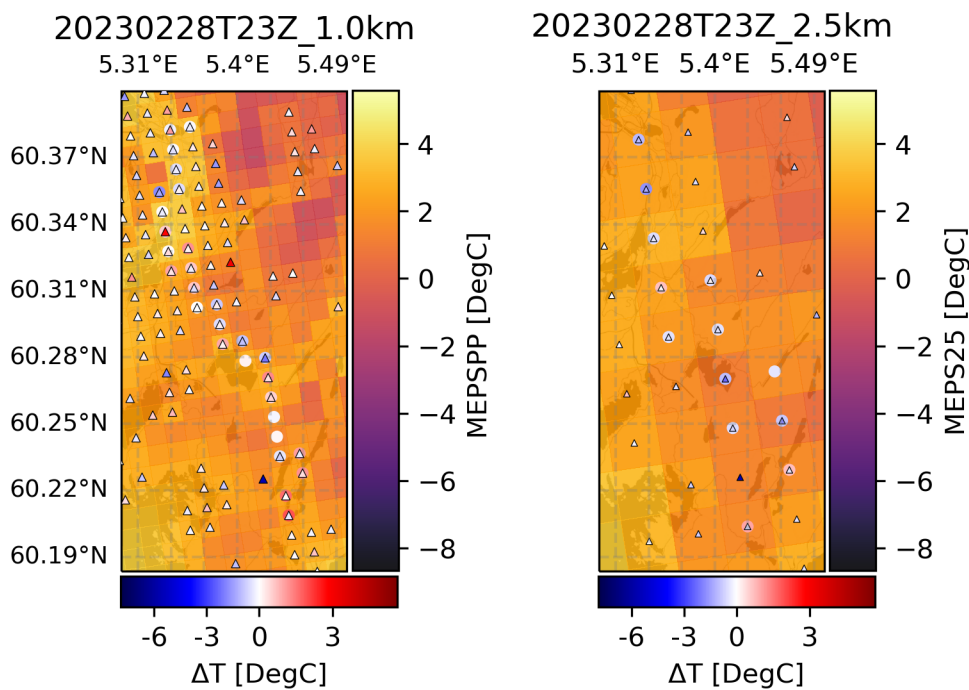 20230228T23Z_1.0km
20230228T23Z_2.5km
5.31°E 5.4°E 5.49°E
5.31°E 5.4°E 5.49°E
60.37°N
60.34°N
60.31°N
60.28°N
60.25°N
60.22°N
60.19°N
4
2
0
−2
−4
−6
−8
MEPSPP [DegC]
4
2
0
−2
−4
−6
−8
MEPS25 [DegC]
-6 -3 0 3
ΔT [DegC]
-6 -3 0 3
ΔT [DegC]